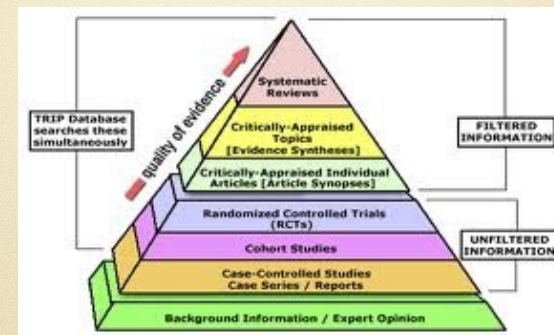 Systematic
Reviews
Critically-Appraised
Topics
[Evidence Syntheses]
Critically-Appraised Individual
Articles [Article Synopses]
Randomized Controlled Trials
(RCTs)
Cohort Studies
Case-Controlled Studies
Case Series / Reports
Background Information / Expert Opinion
quality of evidence
TRIP Database
searches these
simultaneously
FILTERED
INFORMATION
UNFILTERED
INFORMATION